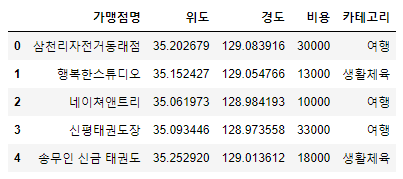 가맹점명 위도 경도 비용 카테고리
0 삼천리자전거동래점 35.202679 129.083916 30000 여행
1 행복한스튜디오 35.152427 129.054766 13000 생활체육
2 네이쳐앤트리 35.061973 128.984193 10000 여행
3 신평태권도장 35.093446 128.973558 33000 여행
4 송무인 신금 태권도 35.252920 129.013612 18000 생활체육